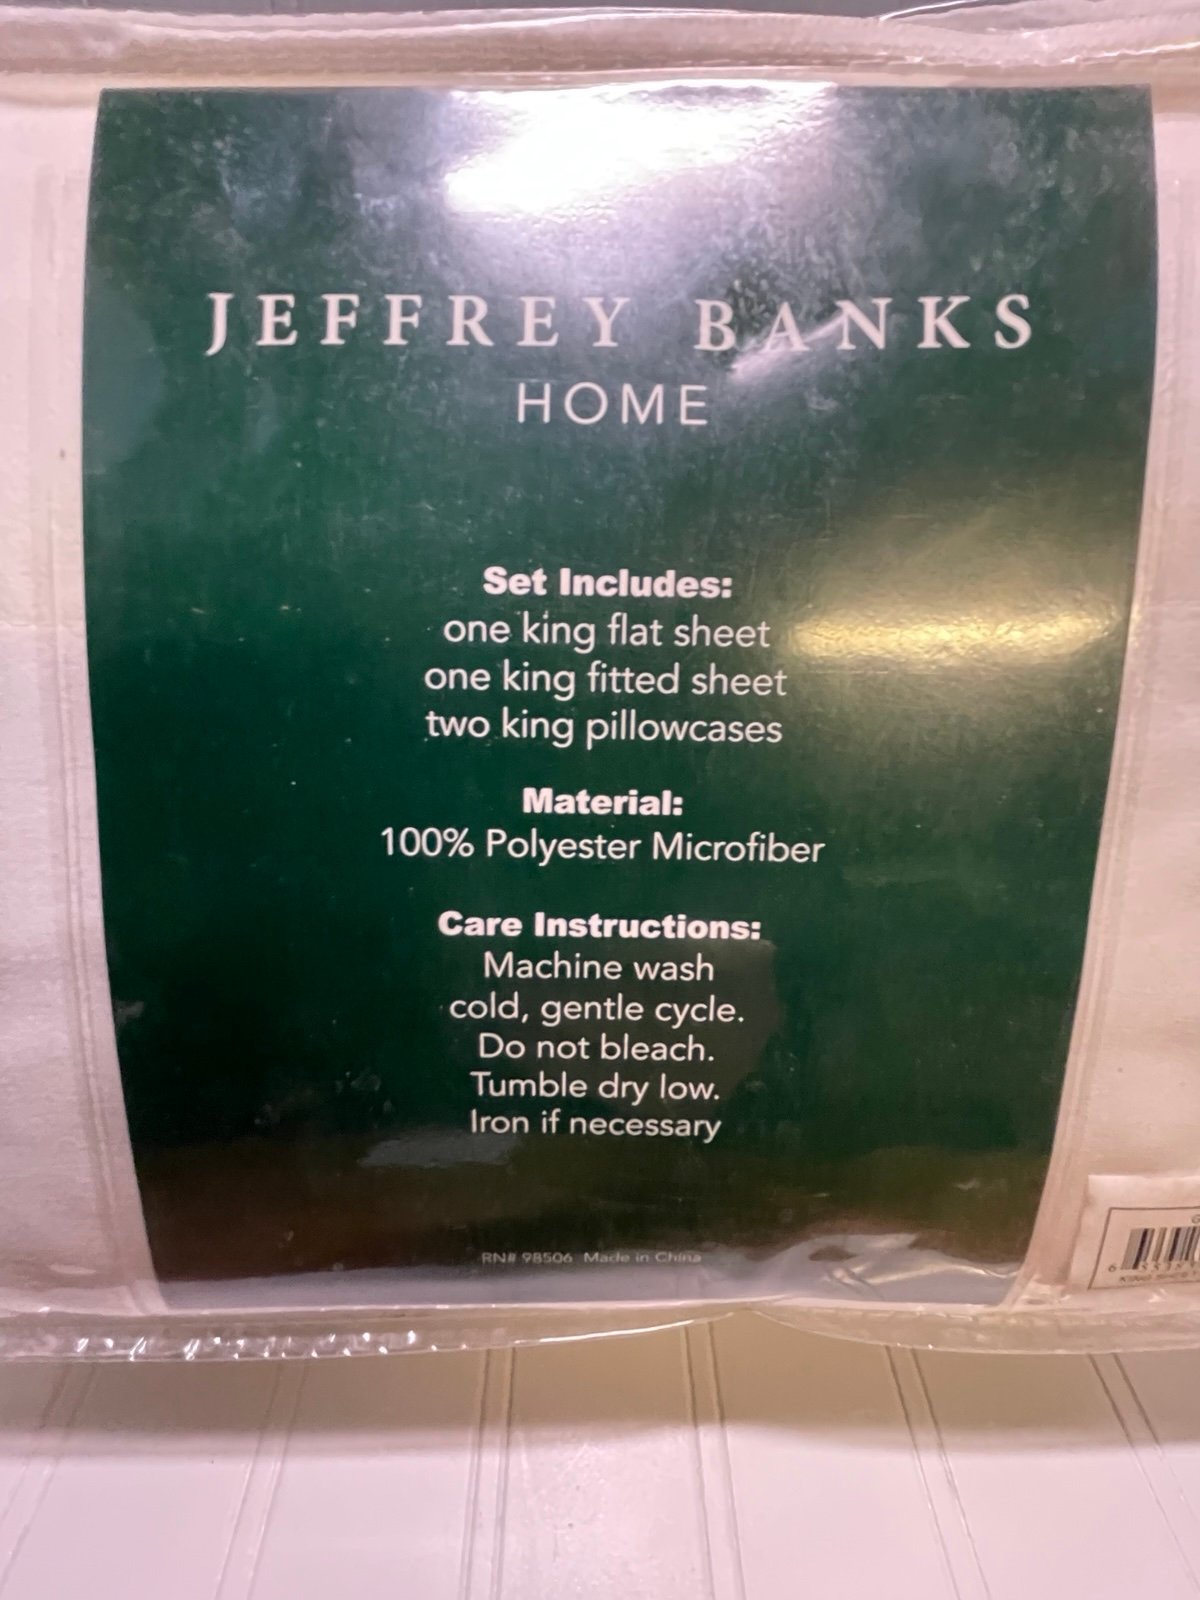 JEFFREY BANKS
HOME
Set Includes:
one king flat sheet
one king fitted sheet
two king pillowcases
Material:
100% Polyester Microfiber
Care Instructions:
Machine wash
cold, gentle cycle.
Do not bleach.
Tumble dry low.
Iron if necessary
RN# 98506 Made in China